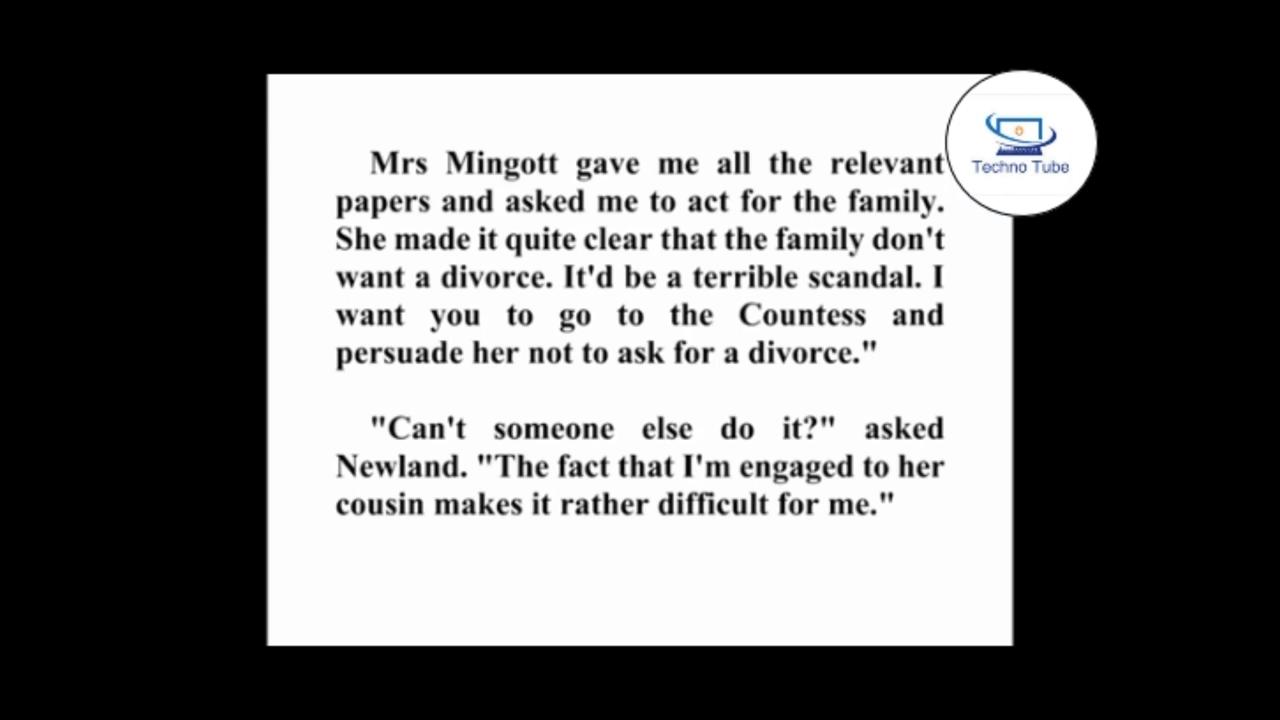 Mrs Mingott gave me all the relevant
papers and asked me to act for the family.
She made it quite clear that the family don't
want a divorce. It'd be a terrible scandal. I
want you to go to the Countess and
persuade her not to ask for a divorce."
"Can't someone else do it?" asked
Newland. "The fact that I'm engaged to her
cousin makes it rather difficult for me."
Techno Tube